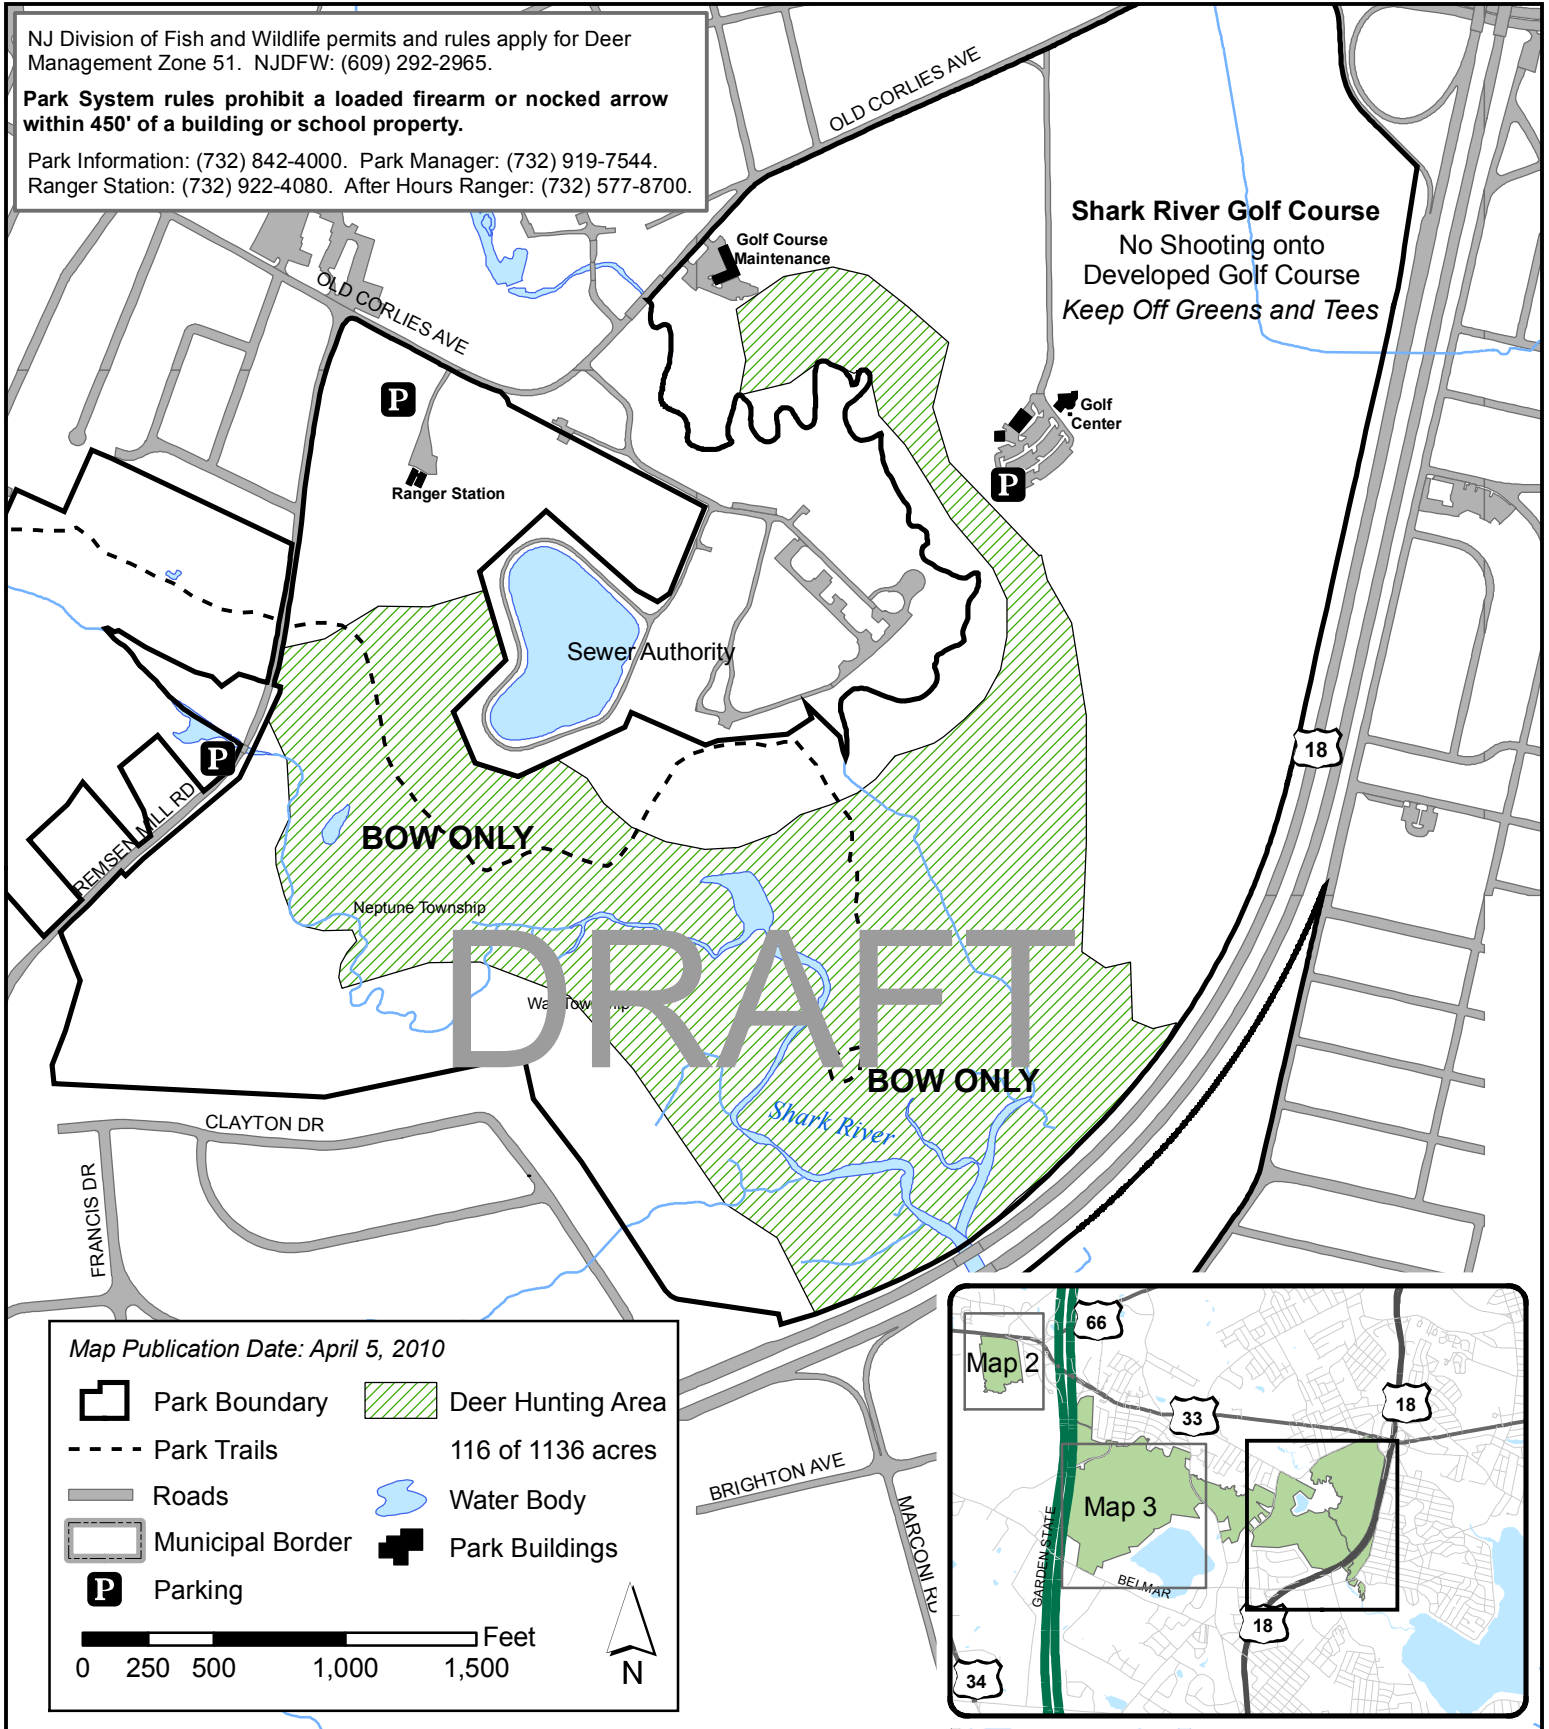 NJ Division of Fish and Wildlife permits and rules apply for Deer
Management Zone 51. NJDFW: (609) 292-2965.
Park System rules prohibit a loaded firearm or nocked arrow
within 450' of a building or school property.
Park Information: (732) 842-4000. Park Manager: (732) 919-7544.
Ranger Station: (732) 922-4080. After Hours Ranger: (732) 577-8700.
OLD CORLIES AVE
Shark River Golf Course
No Shooting onto
Developed Golf Course
Keep Off Greens and Tees
Golf Course
Maintenance
OLD CORLIES AVE
P
Golf
Center
P
Ranger Station
Sewer Authority
18
P
REMSEN MILL RD
BOW ONLY
Neptune Township
DRAFT
Wall Township
BOW ONLY
Shark River
CLAYTON DR
FRANCIS DR
BRIGHTON AVE
MARCONI RD
Map Publication Date: April 5, 2010
Park Boundary
Deer Hunting Area
Park Trails
116 of 1136 acres
Roads
Water Body
Municipal Border
Park Buildings
P
Parking
Feet
0 250 500 1,000 1,500
N
66
Map 2
18
33
Map 3
GARDEN STATE
BELMAR
18
34